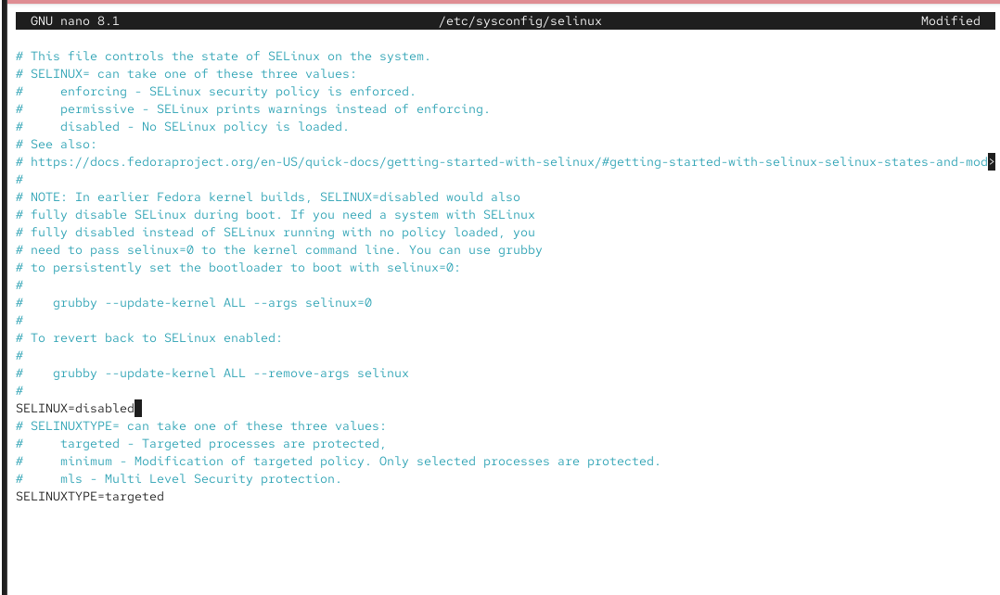 GNU nano 8.1 /etc/sysconfig/selinux Modified
# This file controls the state of SELinux on the system.
# SELINUX= can take one of these three values:
#     enforcing - SELinux security policy is enforced.
#     permissive - SELinux prints warnings instead of enforcing.
#     disabled - No SELinux policy is loaded.
# See also:
# https://docs.fedoraproject.org/en-US/quick-docs/getting-started-with-selinux/#getting-started-with-selinux-selinux-states-and-mod>
#
# NOTE: In earlier Fedora kernel builds, SELINUX=disabled would also
# fully disable SELinux during boot. If you need a system with SELinux
# fully disabled instead of SELinux running with no policy loaded, you
# need to pass selinux=0 to the kernel command line. You can use grubby
# to persistently set the bootloader to boot with selinux=0:
#
#    grubby --update-kernel ALL --args selinux=0
#
# To revert back to SELinux enabled:
#
#    grubby --update-kernel ALL --remove-args selinux
#
SELINUX=disabled
# SELINUXTYPE= can take one of these three values:
#     targeted - Targeted processes are protected,
#     minimum - Modification of targeted policy. Only selected processes are protected.
#     mls - Multi Level Security protection.
SELINUXTYPE=targeted